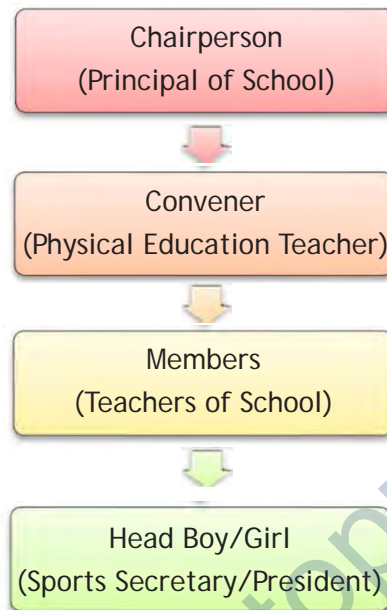 Chairperson
(Principal of School)
Convener
(Physical Education Teacher)
Members
(Teachers of School)
Head Boy/Girl
(Sports Secretary/President)